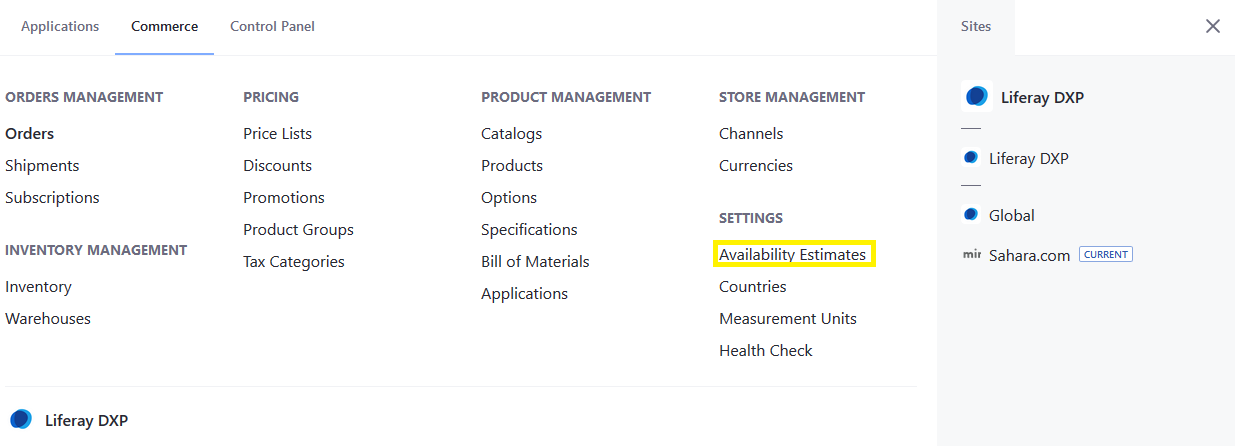 Applications
Commerce
Control Panel
Sites
ORDERS MANAGEMENT
Orders
Shipments
Subscriptions
INVENTORY MANAGEMENT
Inventory
Warehouses
PRICING
Price Lists
Discounts
Promotions
Product Groups
Tax Categories
PRODUCT MANAGEMENT
Catalogs
Products
Options
Specifications
Bill of Materials
Applications
STORE MANAGEMENT
Channels
Currencies
SETTINGS
Availability Estimates
Countries
Measurement Units
Health Check
Liferay DXP
Liferay DXP
Liferay DXP
Global
Sahara.com CURRENT